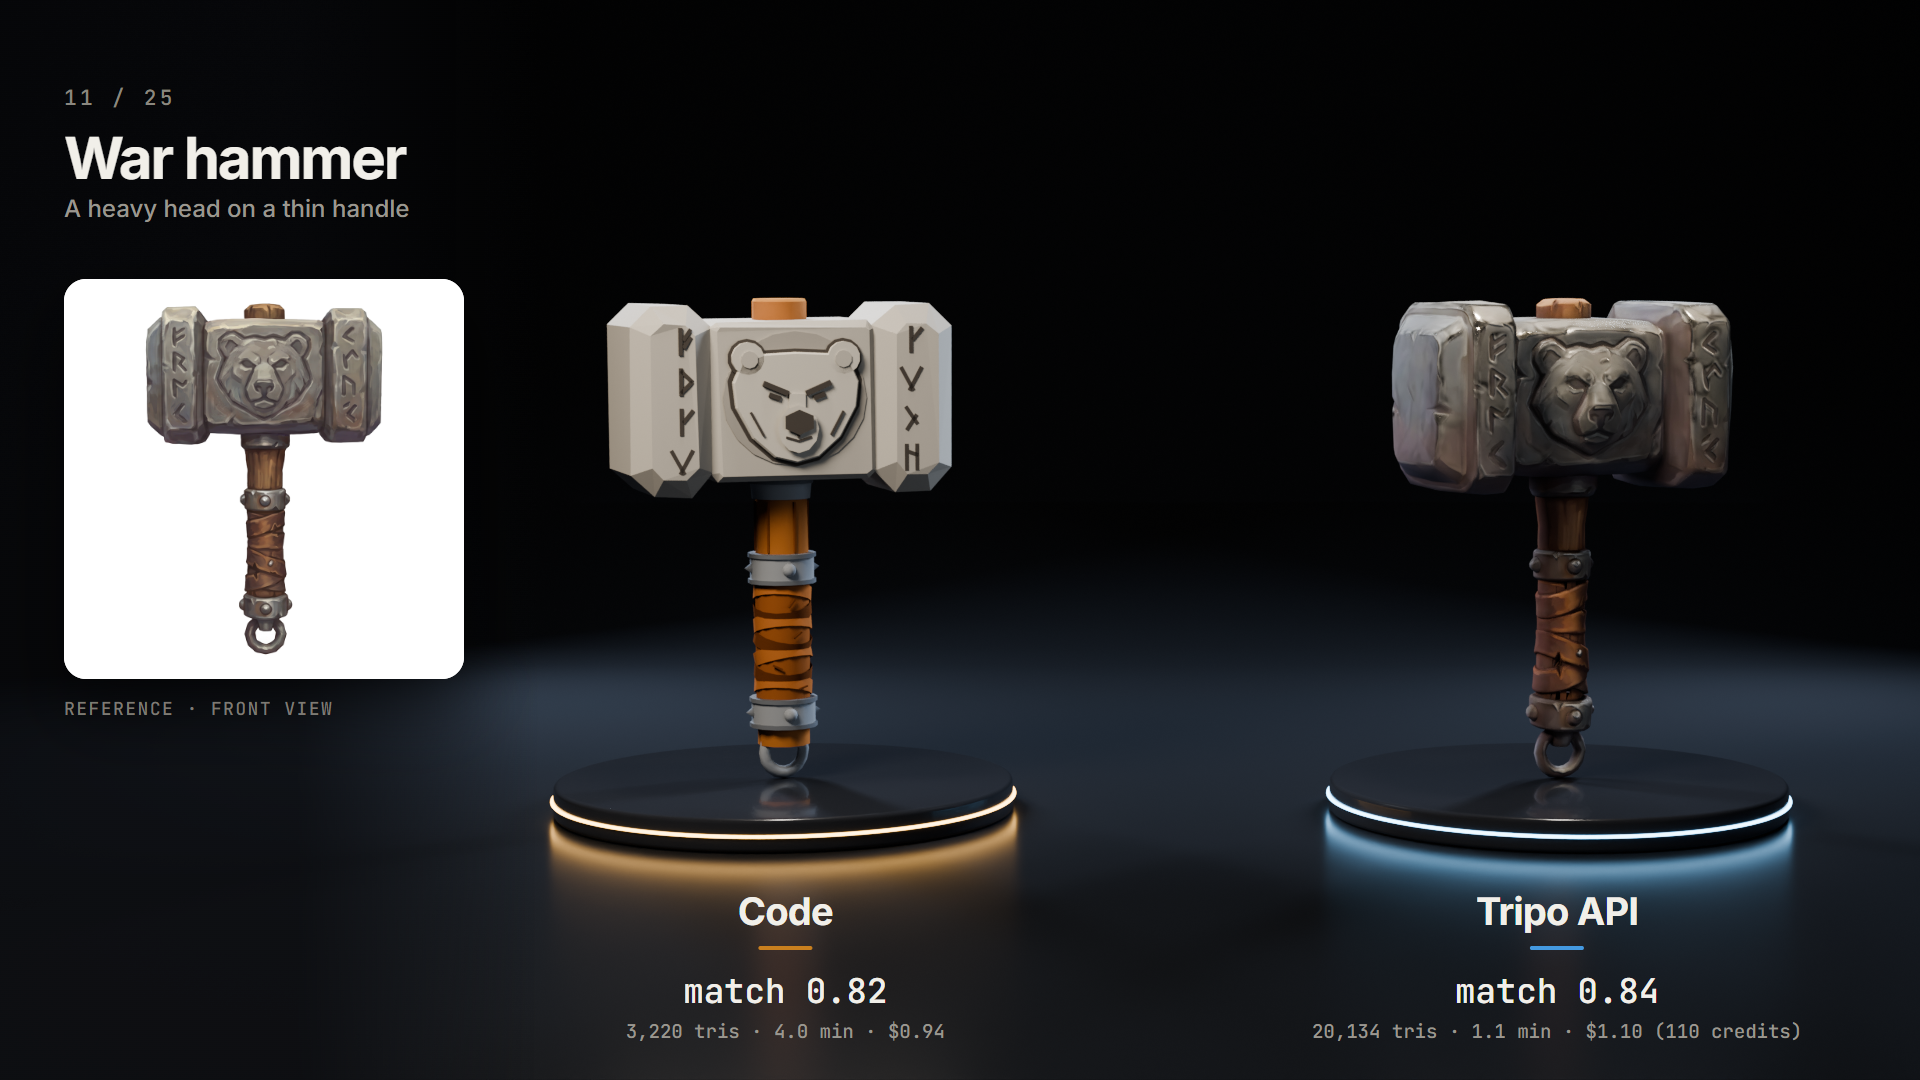 11 / 25
War hammer
A heavy head on a thin handle
REFERENCE · FRONT VIEW
Code
match 0.82
3,220 tris · 4.0 min · $0.94
Tripo API
match 0.84
20,134 tris · 1.1 min · $1.10 (110 credits)